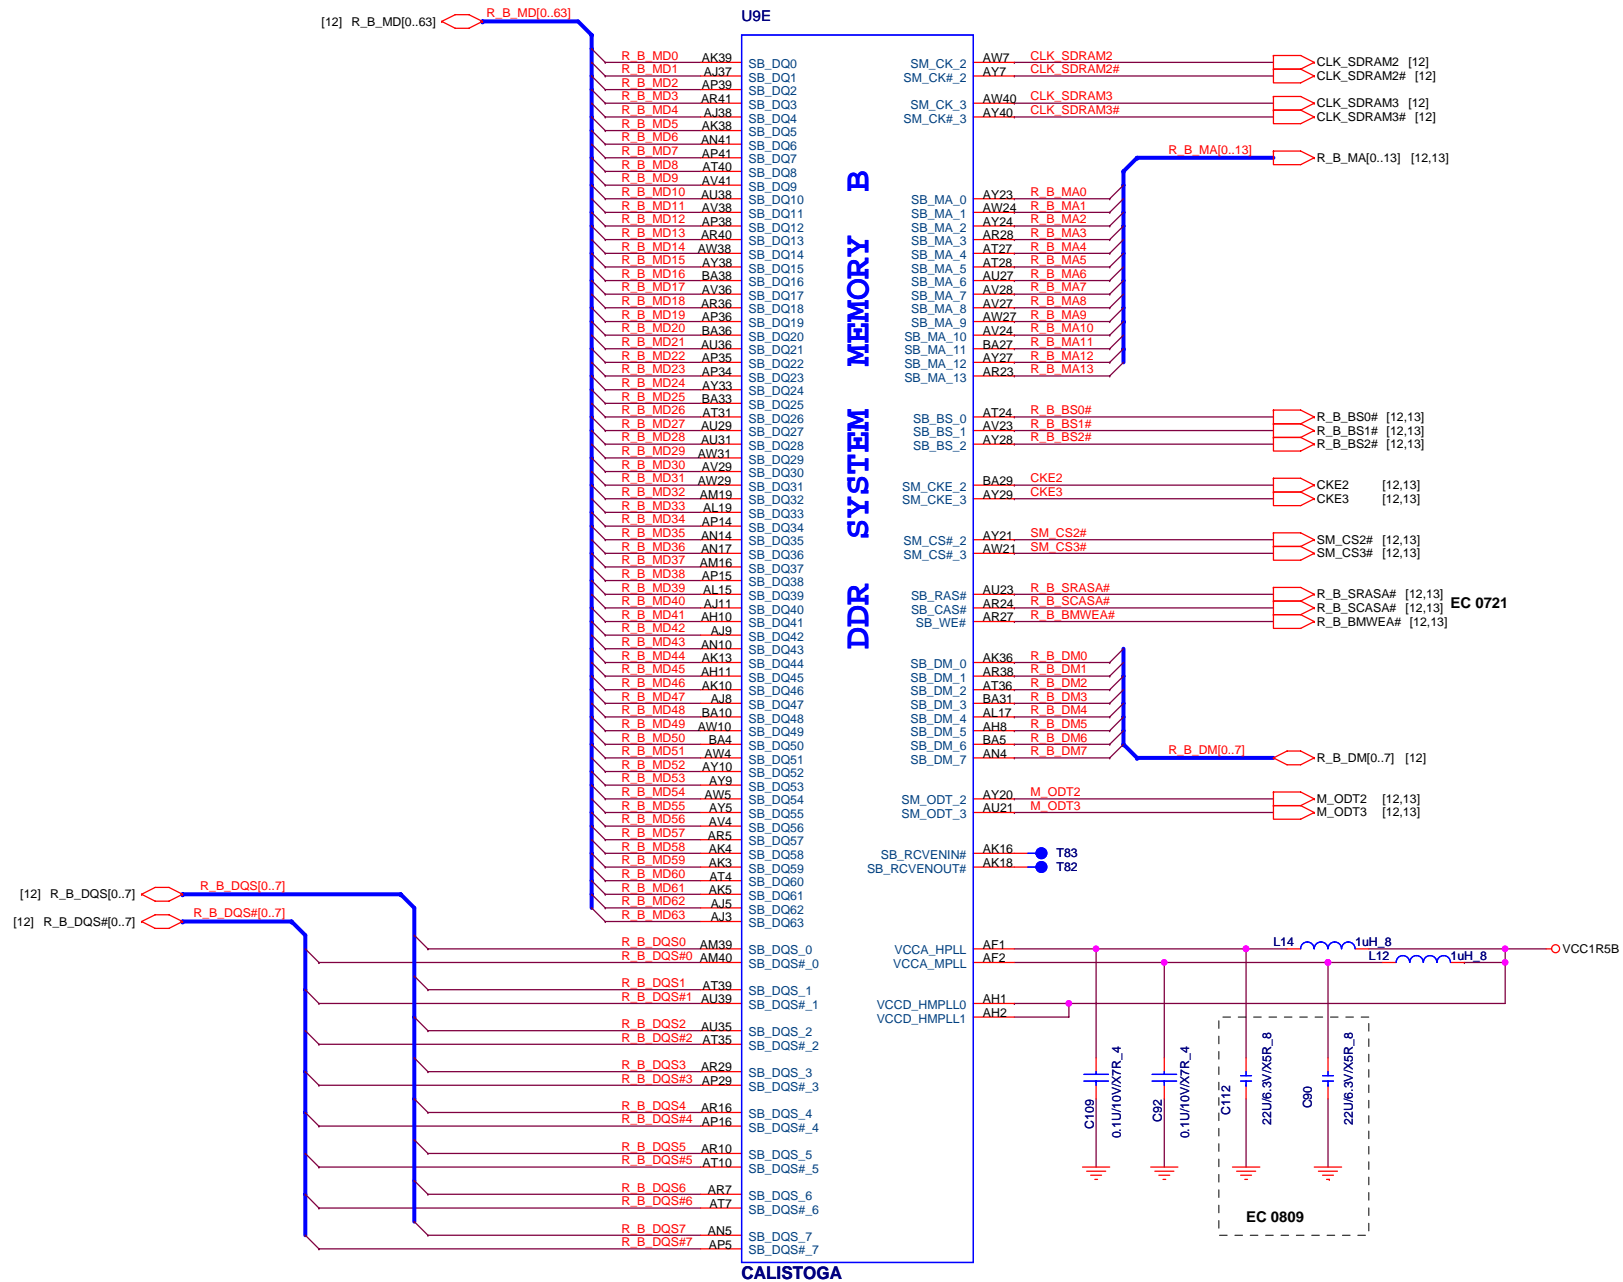 U9E
[12] R_B_MD[0..63] R_B_MD[0..63]
R_B_MD0 AK39 SB_DQ0
R_B_MD1 AJ37 SB_DQ1
R_B_MD2 AP39 SB_DQ2
R_B_MD3 AR41 SB_DQ3
R_B_MD4 AJ38 SB_DQ4
R_B_MD5 AK38 SB_DQ5
R_B_MD6 AN41 SB_DQ6
R_B_MD7 AP41 SB_DQ7
R_B_MD8 AT40 SB_DQ8
R_B_MD9 AV41 SB_DQ9
R_B_MD10 AU38 SB_DQ10
R_B_MD11 AV38 SB_DQ11
R_B_MD12 AP38 SB_DQ12
R_B_MD13 AR40 SB_DQ13
R_B_MD14 AW38 SB_DQ14
R_B_MD15 AY38 SB_DQ15
R_B_MD16 BA38 SB_DQ16
R_B_MD17 AV36 SB_DQ17
R_B_MD18 AR36 SB_DQ18
R_B_MD19 AP36 SB_DQ19
R_B_MD20 BA36 SB_DQ20
R_B_MD21 AU36 SB_DQ21
R_B_MD22 AP35 SB_DQ22
R_B_MD23 AP34 SB_DQ23
R_B_MD24 AY33 SB_DQ24
R_B_MD25 BA33 SB_DQ25
R_B_MD26 AT31 SB_DQ26
R_B_MD27 AU29 SB_DQ27
R_B_MD28 AU31 SB_DQ28
R_B_MD29 AW31 SB_DQ29
R_B_MD30 AV29 SB_DQ30
R_B_MD31 AW29 SB_DQ31
R_B_MD32 AM19 SB_DQ32
R_B_MD33 AL19 SB_DQ33
R_B_MD34 AP14 SB_DQ34
R_B_MD35 AN14 SB_DQ35
R_B_MD36 AN17 SB_DQ36
R_B_MD37 AM16 SB_DQ37
R_B_MD38 AP15 SB_DQ38
R_B_MD39 AL15 SB_DQ39
R_B_MD40 AJ11 SB_DQ40
R_B_MD41 AH10 SB_DQ41
R_B_MD42 AJ9 SB_DQ42
R_B_MD43 AN10 SB_DQ43
R_B_MD44 AK13 SB_DQ44
R_B_MD45 AH11 SB_DQ45
R_B_MD46 AK10 SB_DQ46
R_B_MD47 AJ8 SB_DQ47
R_B_MD48 BA10 SB_DQ48
R_B_MD49 AW10 SB_DQ49
R_B_MD50 BA4 SB_DQ50
R_B_MD51 AW4 SB_DQ51
R_B_MD52 AY10 SB_DQ52
R_B_MD53 AY9 SB_DQ53
R_B_MD54 AW5 SB_DQ54
R_B_MD55 AY5 SB_DQ55
R_B_MD56 AV4 SB_DQ56
R_B_MD57 AR5 SB_DQ57
R_B_MD58 AK4 SB_DQ58
R_B_MD59 AK3 SB_DQ59
R_B_MD60 AT4 SB_DQ60
R_B_MD61 AK5 SB_DQ61
R_B_MD62 AJ5 SB_DQ62
R_B_MD63 AJ3 SB_DQ63
[12] R_B_DQS[0..7] R_B_DQS[0..7]
[12] R_B_DQS#[0..7] R_B_DQS#[0..7]
R_B_DQS0 AM39 SB_DQS_0
R_B_DQS#0 AM40 SB_DQS#_0
R_B_DQS1 AT39 SB_DQS_1
R_B_DQS#1 AU39 SB_DQS#_1
R_B_DQS2 AU35 SB_DQS_2
R_B_DQS#2 AT35 SB_DQS#_2
R_B_DQS3 AR29 SB_DQS_3
R_B_DQS#3 AP29 SB_DQS#_3
R_B_DQS4 AR16 SB_DQS_4
R_B_DQS#4 AP16 SB_DQS#_4
R_B_DQS5 AR10 SB_DQS_5
R_B_DQS#5 AT10 SB_DQS#_5
R_B_DQS6 AR7 SB_DQS_6
R_B_DQS#6 AT7 SB_DQS#_6
R_B_DQS7 AN5 SB_DQS_7
R_B_DQS#7 AP5 SB_DQS#_7
DDR SYSTEM MEMORY B
SM_CK_2 AW7 CLK_SDRAM2 CLK_SDRAM2 [12]
SM_CK#_2 AY7 CLK_SDRAM2# CLK_SDRAM2# [12]
SM_CK_3 AW40 CLK_SDRAM3 CLK_SDRAM3 [12]
SM_CK#_3 AY40 CLK_SDRAM3# CLK_SDRAM3# [12]
R_B_MA[0..13] R_B_MA[0..13] [12,13]
SB_MA_0 AY23 R_B_MA0
SB_MA_1 AW24 R_B_MA1
SB_MA_2 AY24 R_B_MA2
SB_MA_3 AR28 R_B_MA3
SB_MA_4 AT27 R_B_MA4
SB_MA_5 AT28 R_B_MA5
SB_MA_6 AU27 R_B_MA6
SB_MA_7 AV28 R_B_MA7
SB_MA_8 AV27 R_B_MA8
SB_MA_9 AW27 R_B_MA9
SB_MA_10 AV24 R_B_MA10
SB_MA_11 BA27 R_B_MA11
SB_MA_12 AY27 R_B_MA12
SB_MA_13 AR23 R_B_MA13
SB_BS_0 AT24 R_B_BS0# R_B_BS0# [12,13]
SB_BS_1 AV23 R_B_BS1# R_B_BS1# [12,13]
SB_BS_2 AY28 R_B_BS2# R_B_BS2# [12,13]
SM_CKE_2 BA29 CKE2 CKE2 [12,13]
SM_CKE_3 AY29 CKE3 CKE3 [12,13]
SM_CS#_2 AY21 SM_CS2# SM_CS2# [12,13]
SM_CS#_3 AW21 SM_CS3# SM_CS3# [12,13]
SB_RAS# AU23 R_B_SRASA# R_B_SRASA# [12,13]
SB_CAS# AR24 R_B_SCASA# R_B_SCASA# [12,13] EC 0721
SB_WE# AR27 R_B_BMWEA# R_B_BMWEA# [12,13]
SB_DM_0 AK36 R_B_DM0
SB_DM_1 AR38 R_B_DM1
SB_DM_2 AT36 R_B_DM2
SB_DM_3 BA31 R_B_DM3
SB_DM_4 AL17 R_B_DM4
SB_DM_5 AH8 R_B_DM5
SB_DM_6 BA5 R_B_DM6
SB_DM_7 AN4 R_B_DM7
R_B_DM[0..7] R_B_DM[0..7] [12]
SM_ODT_2 AY20 M_ODT2 M_ODT2 [12,13]
SM_ODT_3 AU21 M_ODT3 M_ODT3 [12,13]
SB_RCVENIN# AK16 T83
SB_RCVENOUT# AK18 T82
VCCA_HPLL AF1 L14 1uH_8 VCC1R5B
VCCA_MPLL AF2 L12 1uH_8
VCCD_HMPLL0 AH1
VCCD_HMPLL1 AH2
C109 0.1U/10V/X7R_4
C92 0.1U/10V/X7R_4
C112 22U/6.3V/X5R_8
C90 22U/6.3V/X5R_8
EC 0809
CALISTOGA